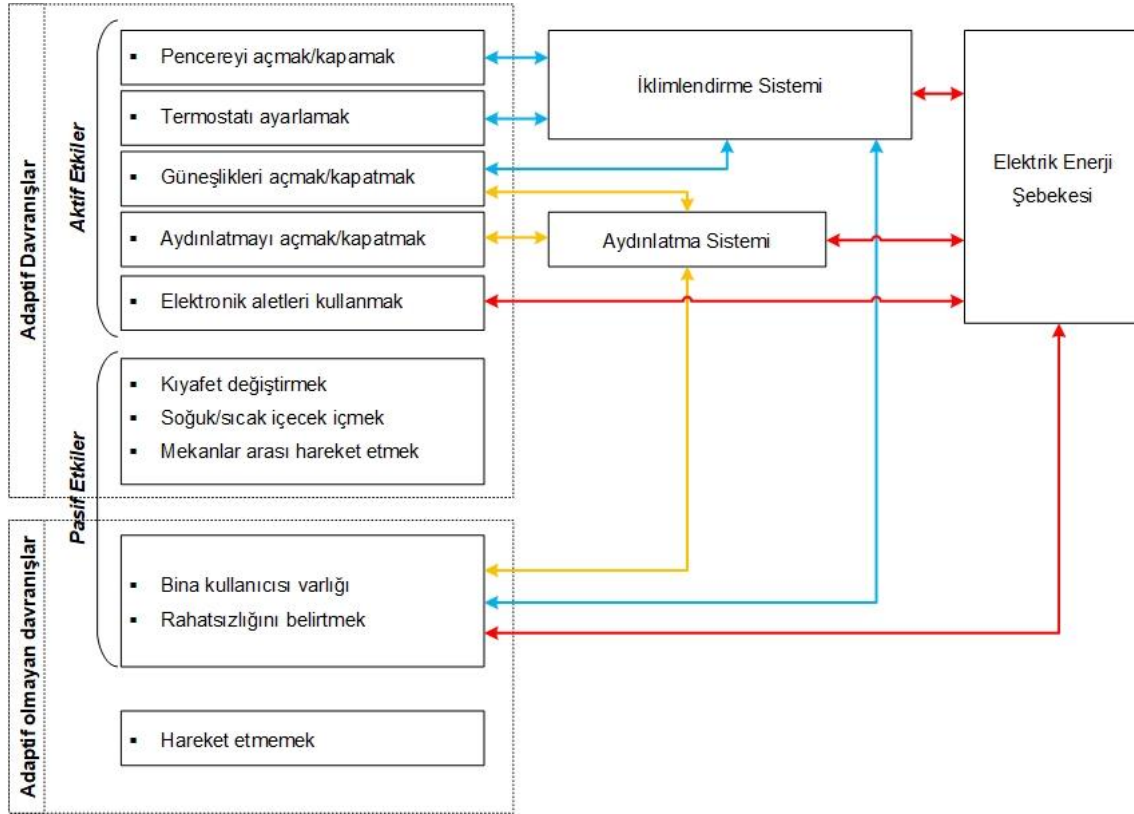 Adaptif Davranışlar
Aktif Etkiler
Pencereyi açmak/kapamak
Termostatı ayarlamak
Güneşlikleri açmak/kapatmak
Aydınlatmayı açmak/kapatmak
Elektronik aletleri kullanmak
Pasif Etkiler
Kıyafet değiştirmek
Soğuk/sıcak içecek içmek
Mekanlar arası hareket etmek
Adaptif olmayan davranışlar
Bina kullanıcısı varlığı
Rahatsızlığını belirtmek
Hareket etmemek
İklimlendirme Sistemi
Aydınlatma Sistemi
Elektrik Enerji
Şebekesi